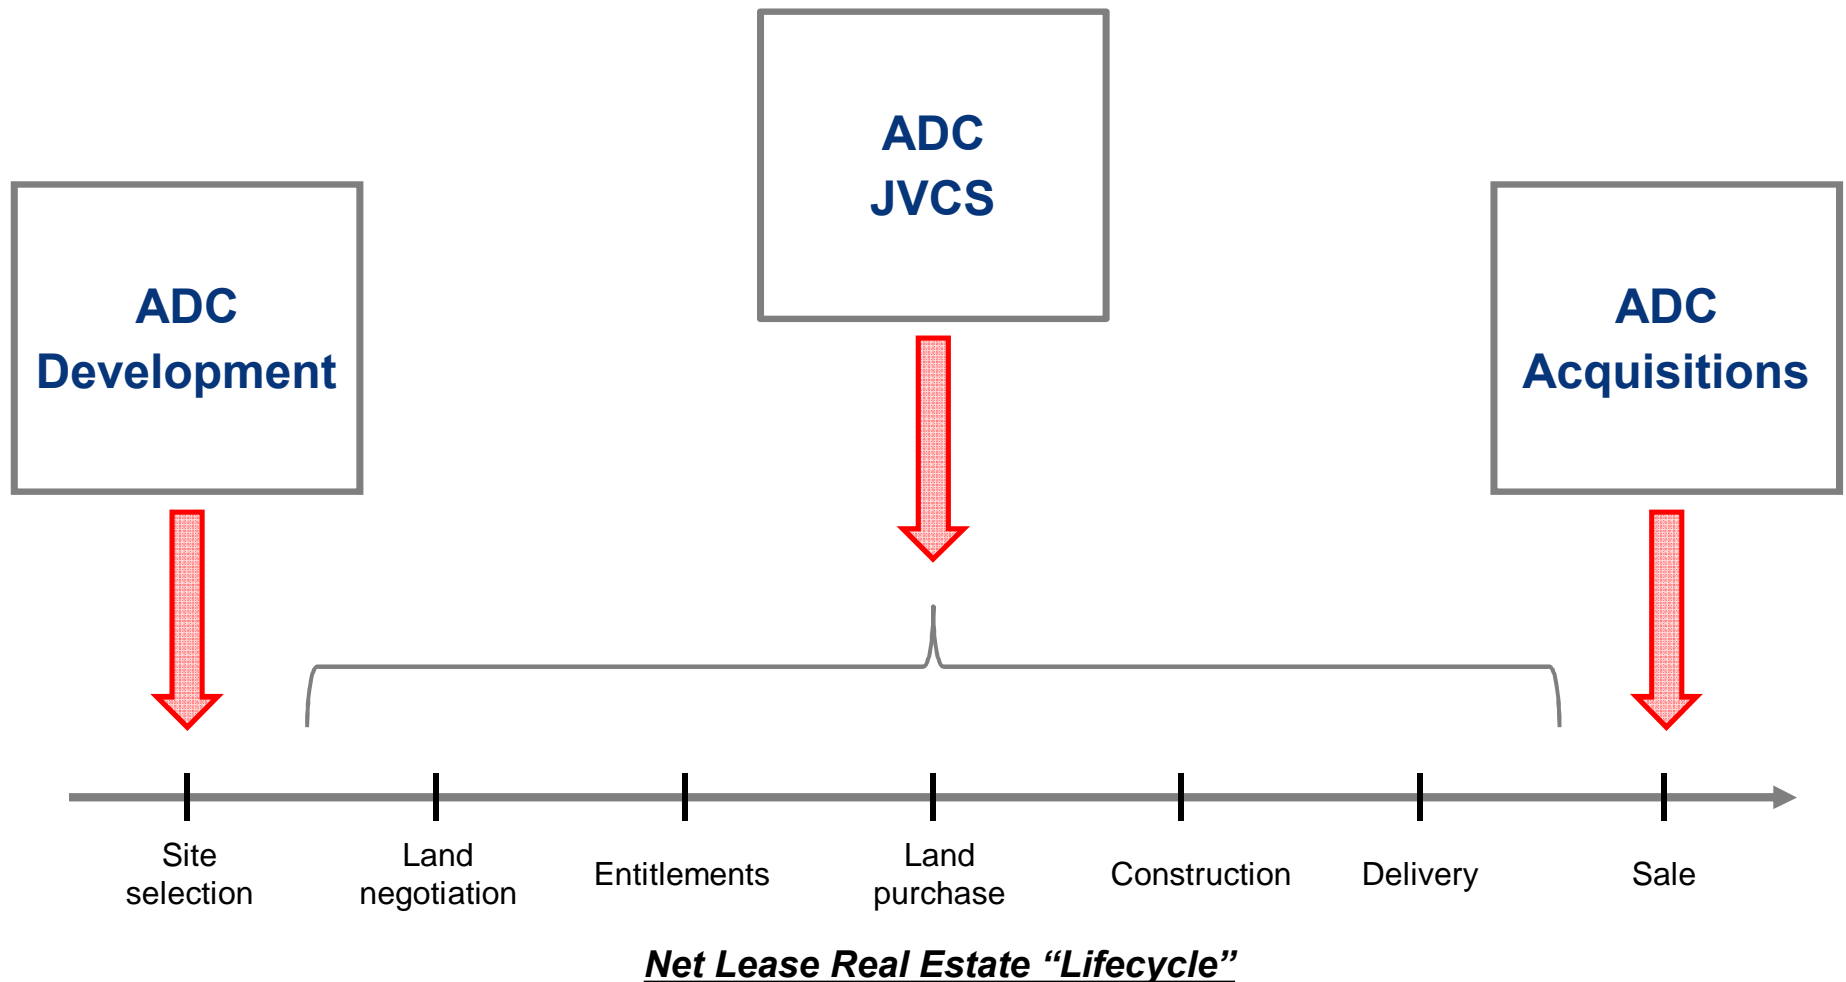 ADC
JVCS
ADC
Development
ADC
Acquisitions
Site
selection
Land
negotiation
Entitlements
Land
purchase
Construction
Delivery
Sale
Net Lease Real Estate “Lifecycle”